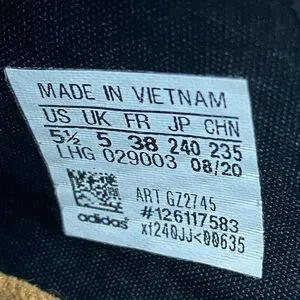 MADE IN VIETNAM
US UK FR JP CHN
5½ 5 38 240 235
LHG 029003 08/20
ART GZ2745
#126117583
adidas xf240JJ<00635